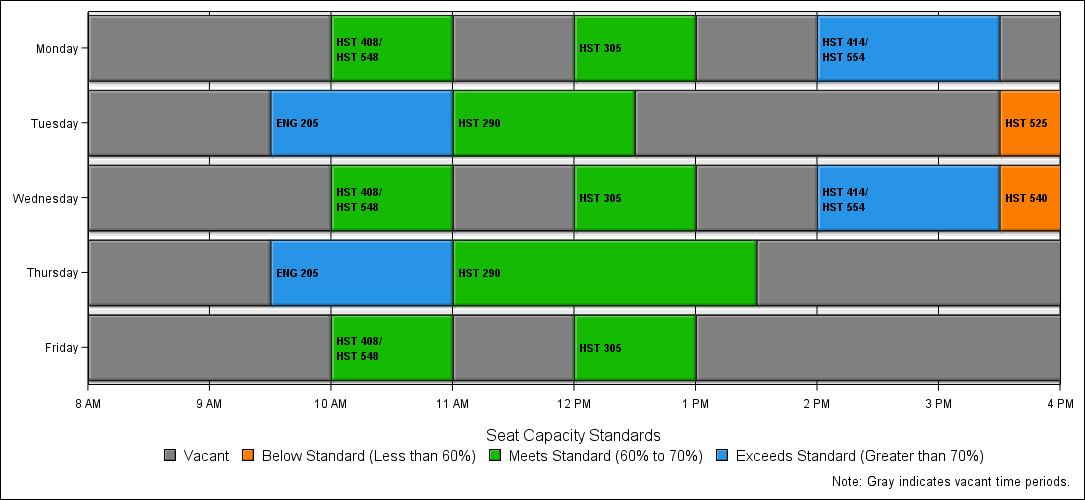 Monday
HST 408/
HST 548
HST 305
HST 414/
HST 554
Tuesday
ENG 205
HST 290
HST 525
Wednesday
HST 408/
HST 548
HST 305
HST 414/
HST 554
HST 540
Thursday
ENG 205
HST 290
Friday
HST 408/
HST 548
HST 305
8 AM 9 AM 10 AM 11 AM 12 PM 1 PM 2 PM 3 PM 4 PM
Seat Capacity Standards
Vacant Below Standard (Less than 60%) Meets Standard (60% to 70%) Exceeds Standard (Greater than 70%)
Note: Gray indicates vacant time periods.